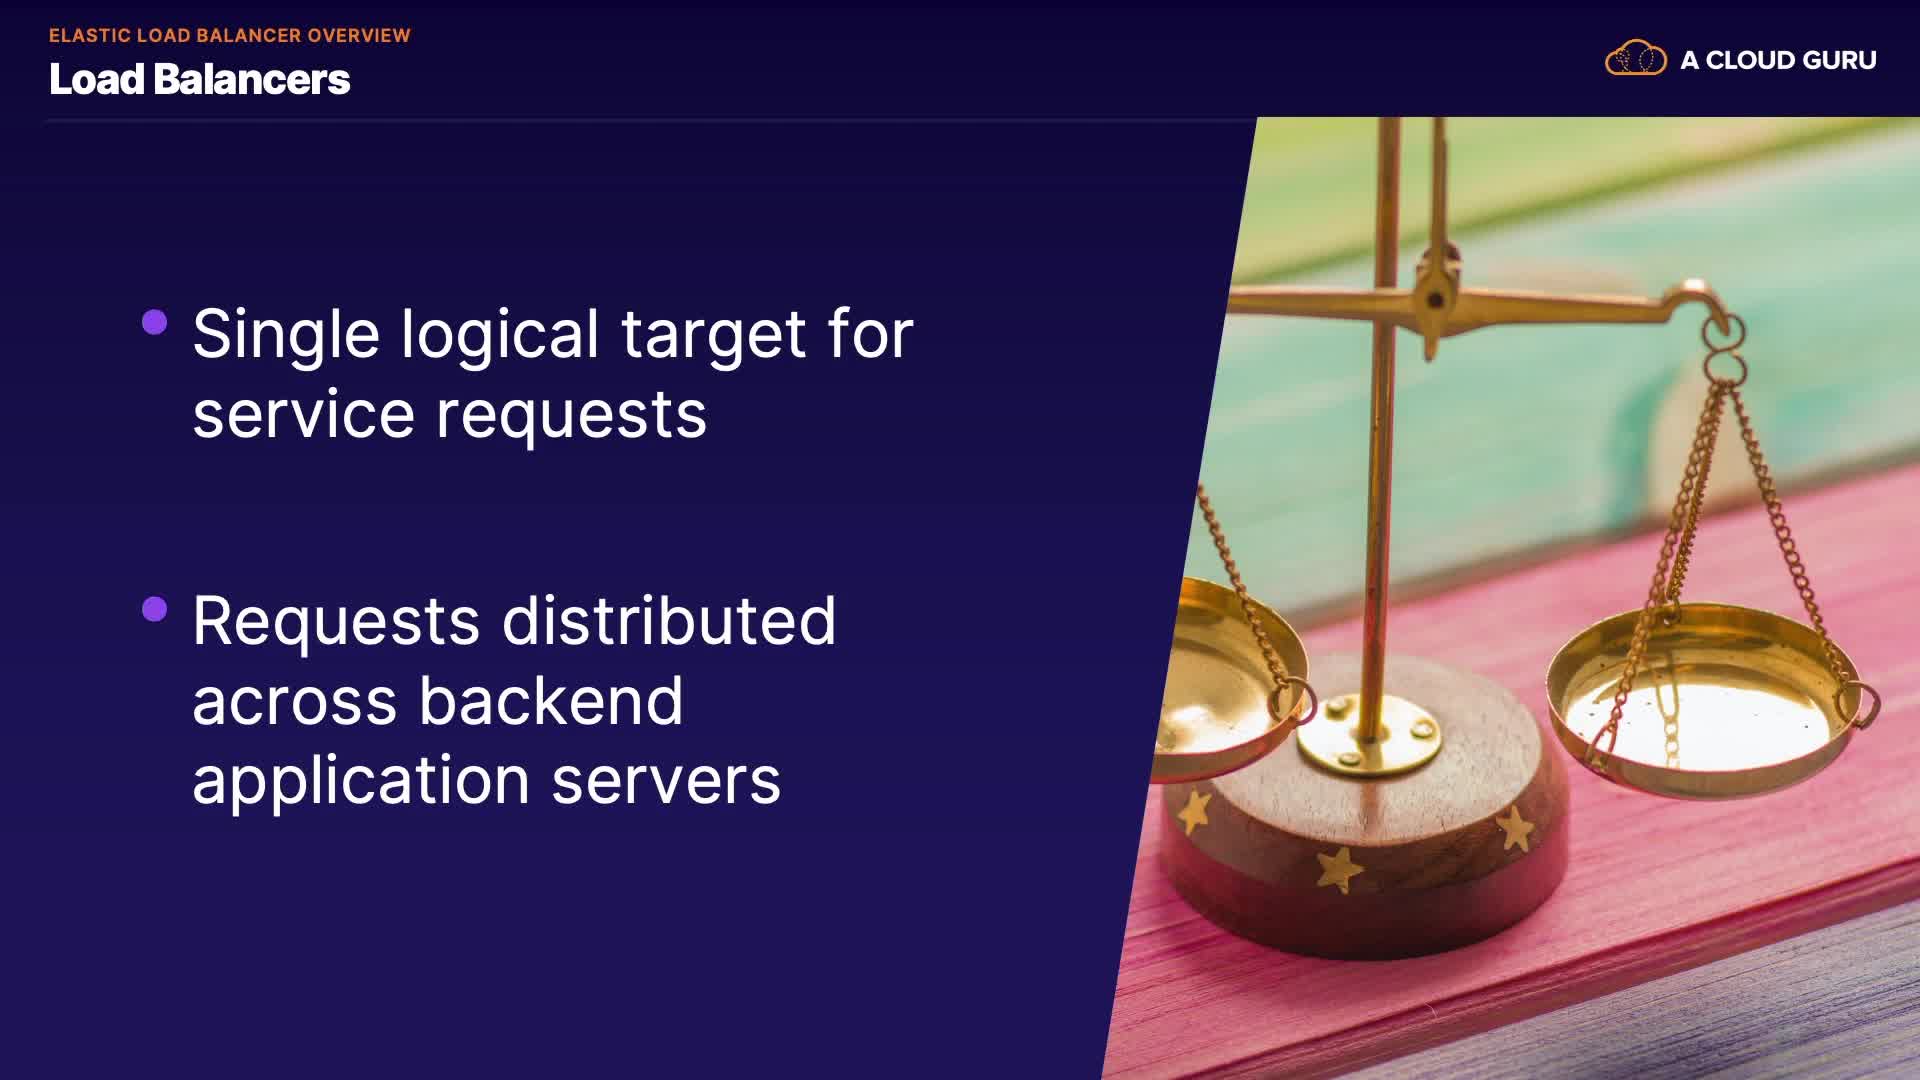 ELASTIC LOAD BALANCER OVERVIEW
Load Balancers
A CLOUD GURU
• Single logical target for
service requests
• Requests distributed
across backend
application servers